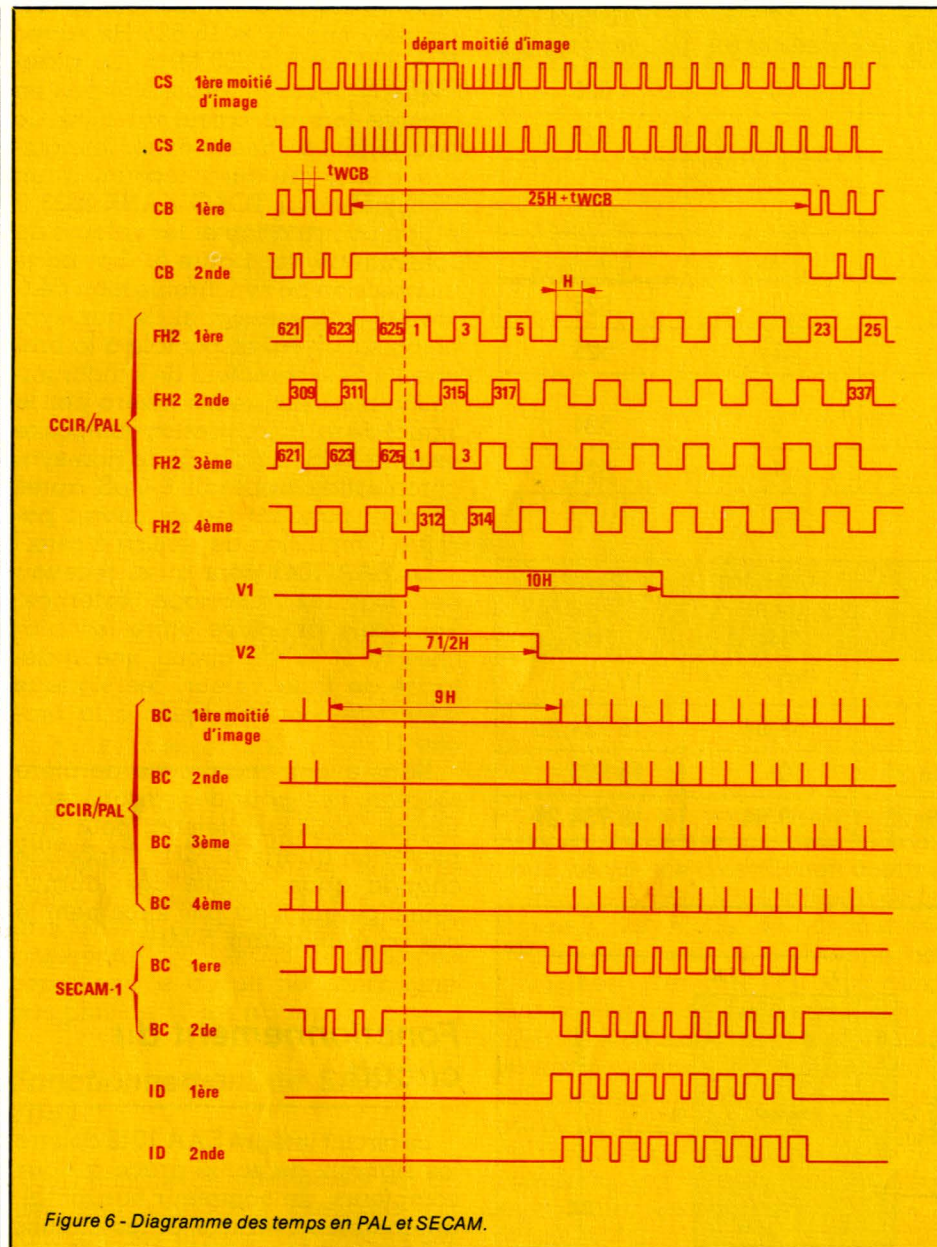 départ moitié d'image
CS 1ère moitié
d'image
CS 2nde
tWCB
CB 1ère 25H + tWCB
CB 2nde
H
CCIR/PAL
FH2 1ère 621 623 625 1 3 5 23 25
FH2 2nde 309 311 315 317 337
FH2 3ème 621 623 625 1 3
FH2 4ème 312 314
V1 10H
V2 7 1/2H
CCIR/PAL
BC 1ère moitié 9H
d'image
BC 2nde
BC 3ème
BC 4ème
SECAM-1
BC 1ere
BC 2de
ID 1ère
ID 2nde
Figure 6 - Diagramme des temps en PAL et SECAM.